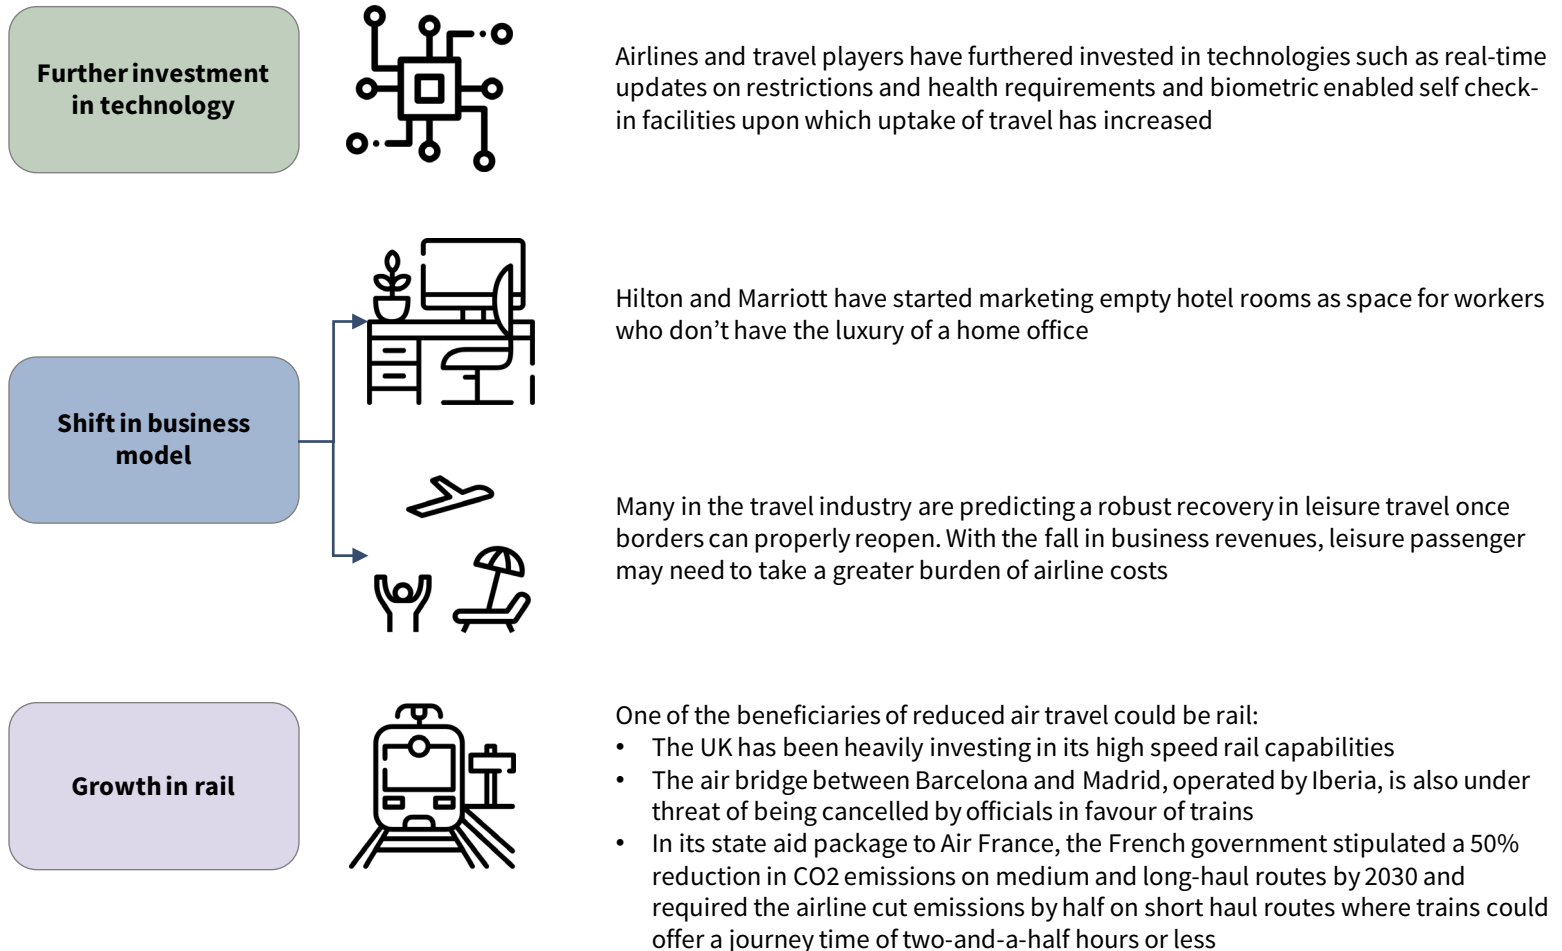 Further investment
in technology
Airlines and travel players have furthered invested in technologies such as real-time
updates on restrictions and health requirements and biometric enabled self check-
in facilities upon which uptake of travel has increased
Shift in business
model
Hilton and Marriott have started marketing empty hotel rooms as space for workers
who don’t have the luxury of a home office
Many in the travel industry are predicting a robust recovery in leisure travel once
borders can properly reopen. With the fall in business revenues, leisure passenger
may need to take a greater burden of airline costs
Growth in rail
One of the beneficiaries of reduced air travel could be rail:
• The UK has been heavily investing in its high speed rail capabilities
• The air bridge between Barcelona and Madrid, operated by Iberia, is also under
threat of being cancelled by officials in favour of trains
• In its state aid package to Air France, the French government stipulated a 50%
reduction in CO2 emissions on medium and long-haul routes by 2030 and
required the airline cut emissions by half on short haul routes where trains could
offer a journey time of two-and-a-half hours or less